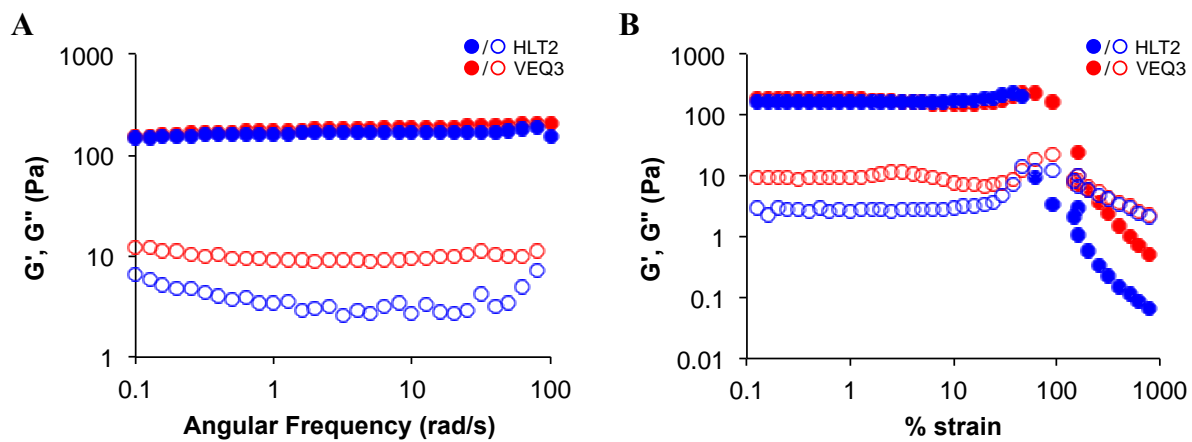 A
●/○ HLT2
●/○ VEQ3
G', G" (Pa)
1000
100
10
1
0.1
1
10
100
Angular Frequency (rad/s)
B
●/○ HLT2
●/○ VEQ3
G', G" (Pa)
1000
100
10
1
0.1
0.01
0.1
1
10
100
1000
% strain